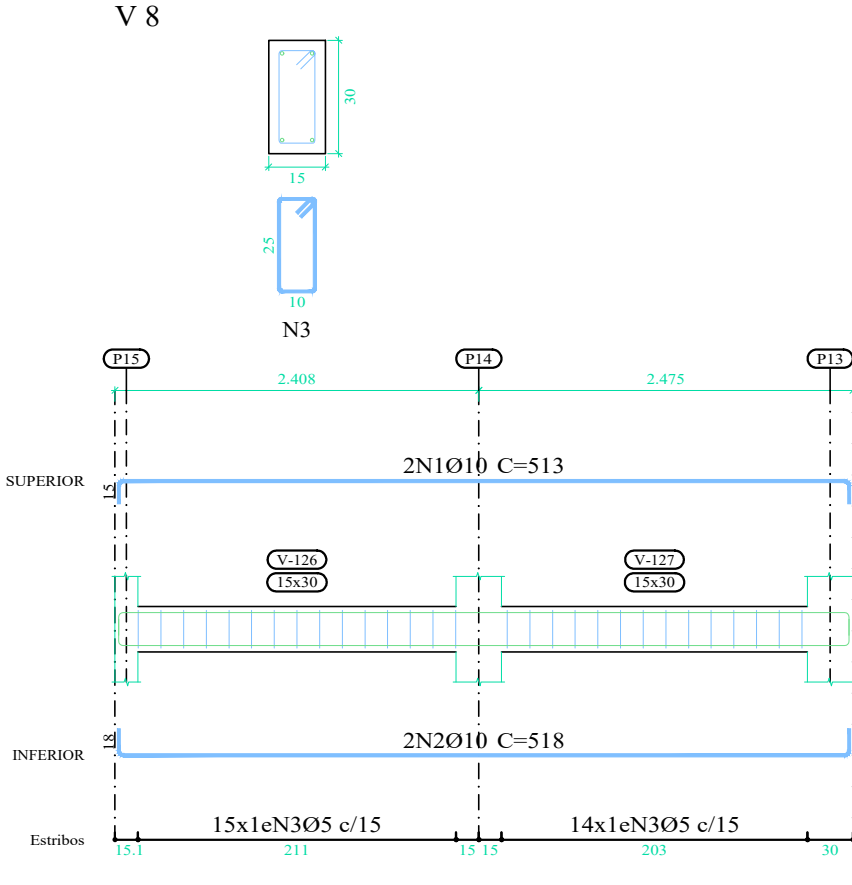 V 8
30
15
25
10
N3
P15 P14 P13
2.408 2.475
2N1Ø10 C=513
SUPERIOR 15
V-126 V-127
15x30 15x30
2N2Ø10 C=518
INFERIOR 18
15x1eN3Ø5 c/15 14x1eN3Ø5 c/15
Estribos
15.1 211 15 15 203 30